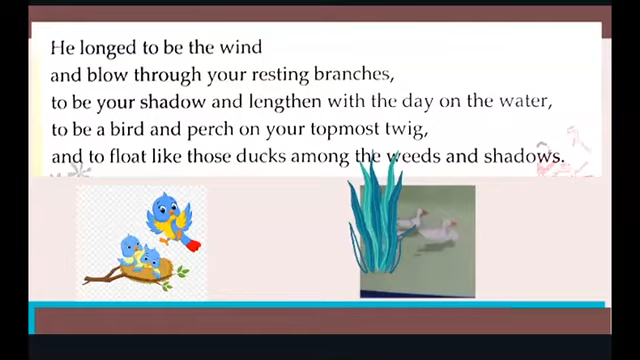 He longed to be the wind
and blow through your resting branches,
to be your shadow and lengthen with the day on the water,
to be a bird and perch on your topmost twig,
and to float like those ducks among the weeds and shadows.